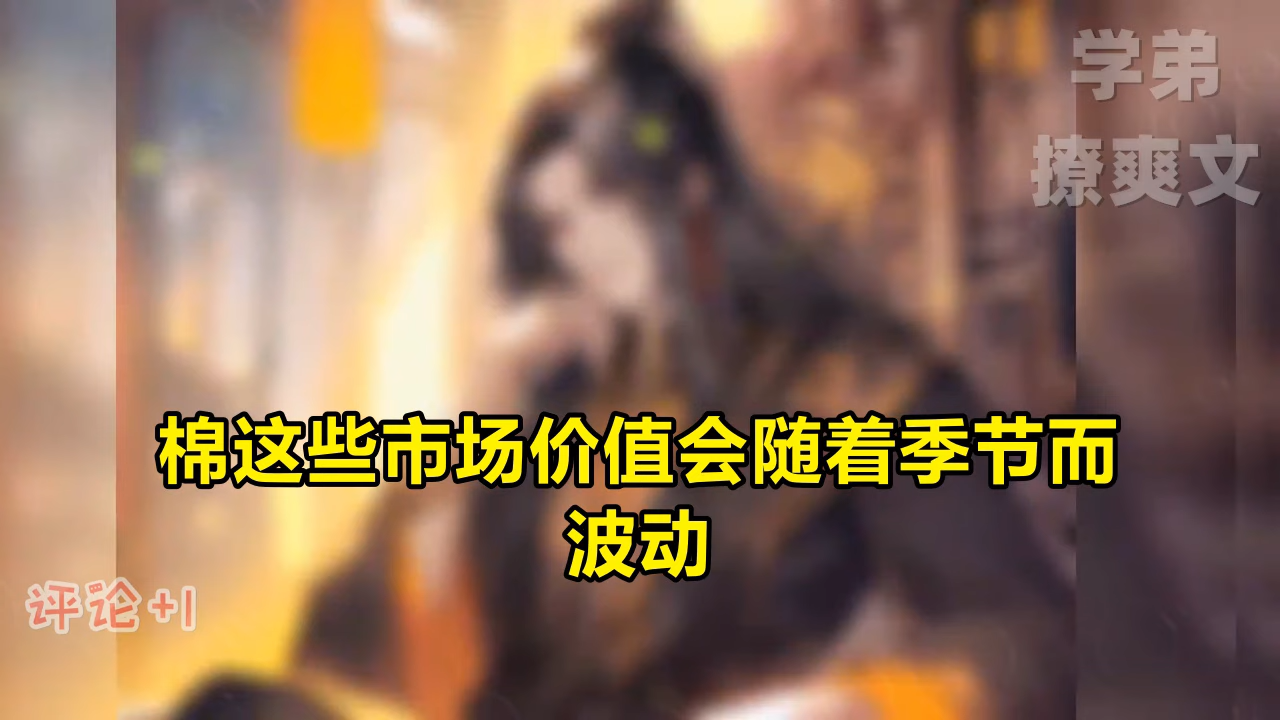 学弟
撩爽文
棉这些市场价值会随着季节而
波动
评论+1